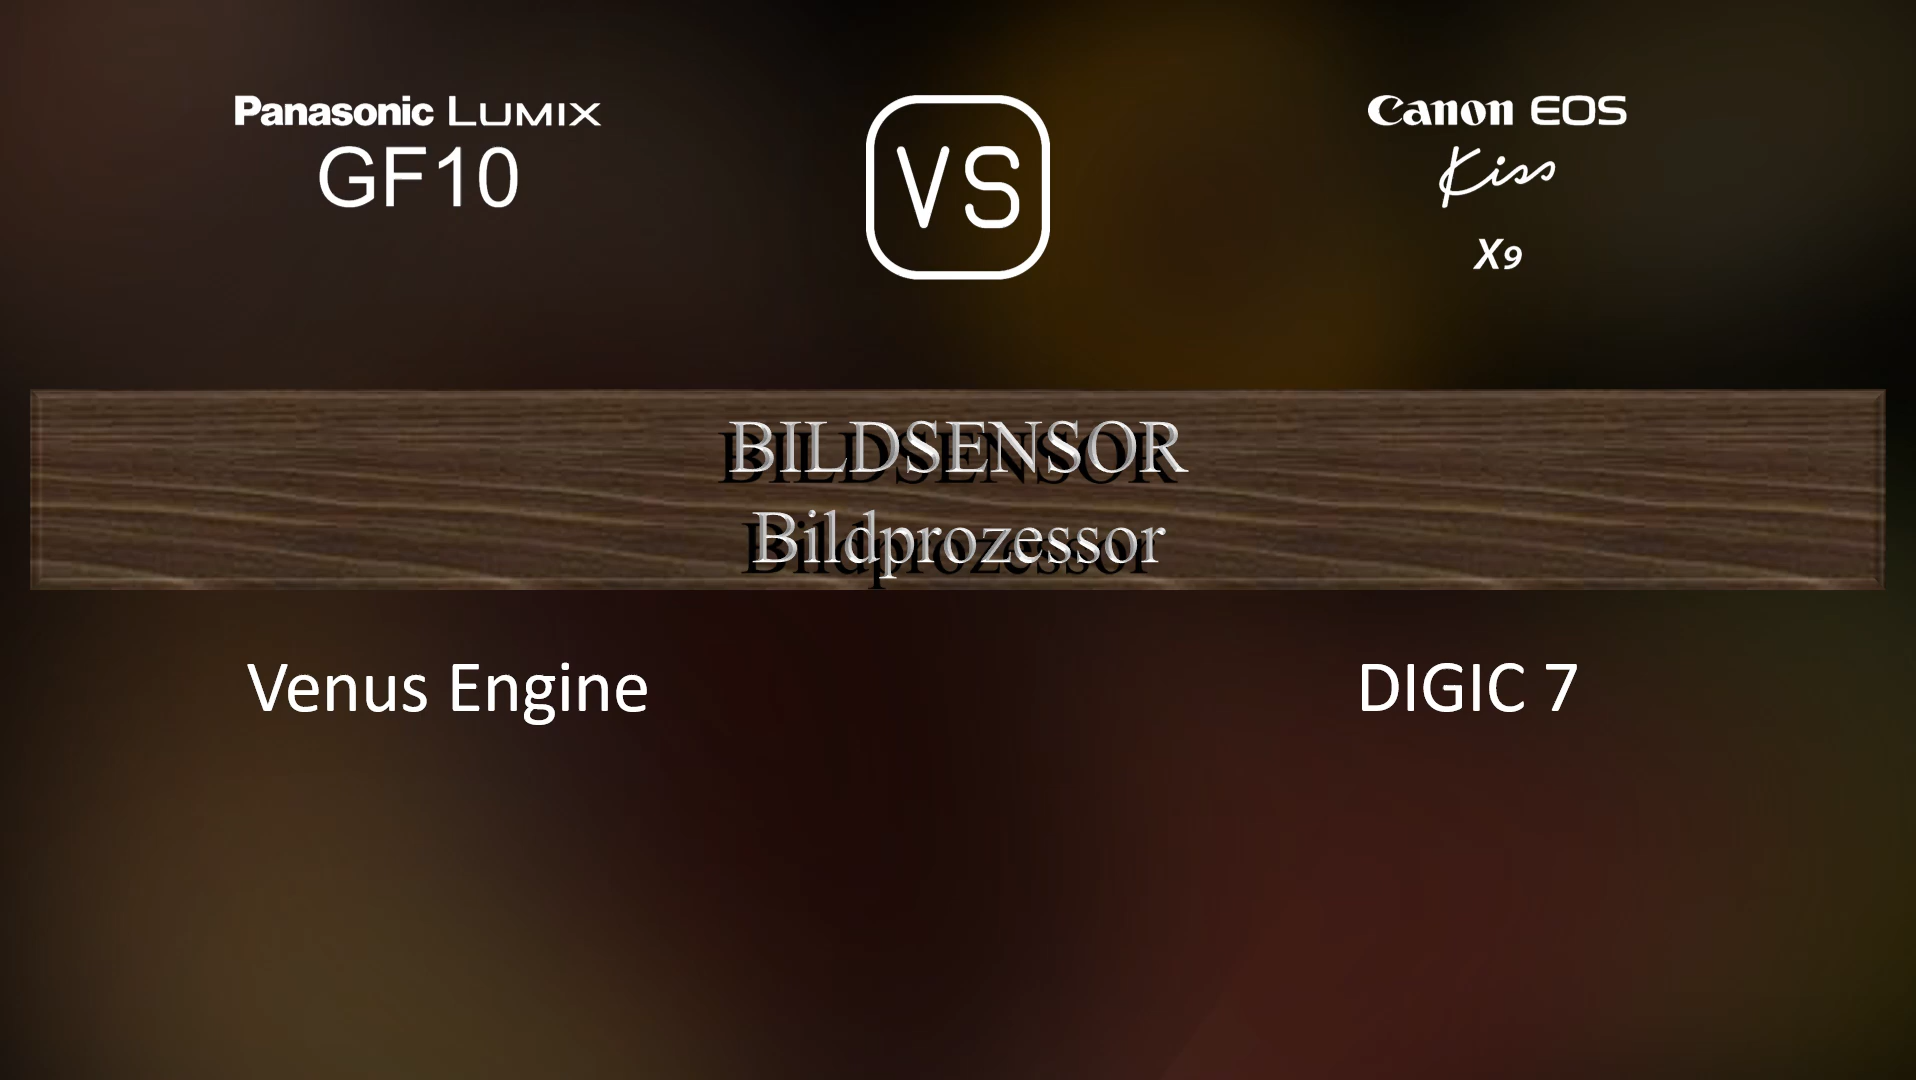 Panasonic LUMIX
GF10
VS
Canon EOS
Kiss
X9
BILDSENSOR
Bildprozessor
Venus Engine
DIGIC 7